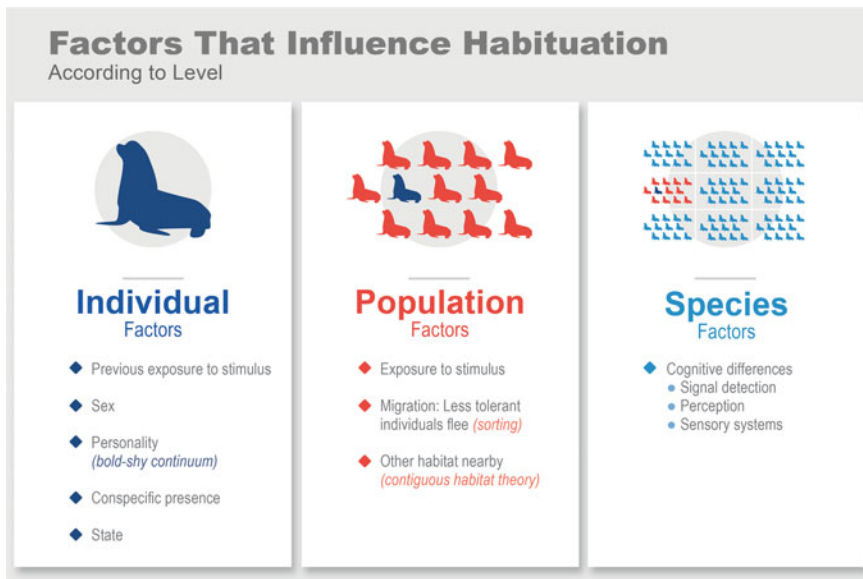 Factors That Influence Habituation
According to Level
Individual
Factors
Previous exposure to stimulus
Sex
Personality
(bold-shy continuum)
Conspecific presence
State
Population
Factors
Exposure to stimulus
Migration: Less tolerant
individuals flee (sorting)
Other habitat nearby
(contiguous habitat theory)
Species
Factors
Cognitive differences
Signal detection
Perception
Sensory systems